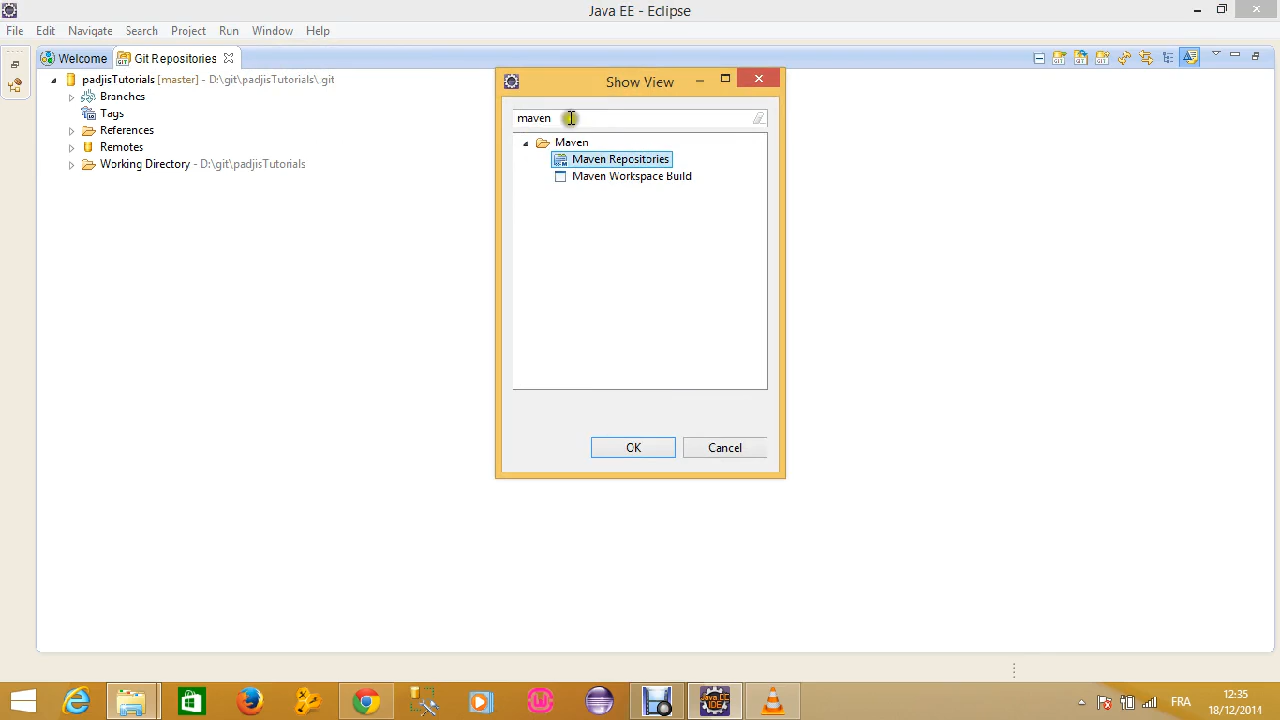 Java EE - Eclipse
File Edit Navigate Search Project Run Window Help
Welcome Git Repositories
padjisTutorials [master] - D:\git\padjisTutorials\ git
Branches
Tags
References
Remotes
Working Directory - D:\git\padjisTutorials
Show View
maven
Maven
Maven Repositories
Maven Workspace Build
OK Cancel
FRA
12:35
18/12/2014